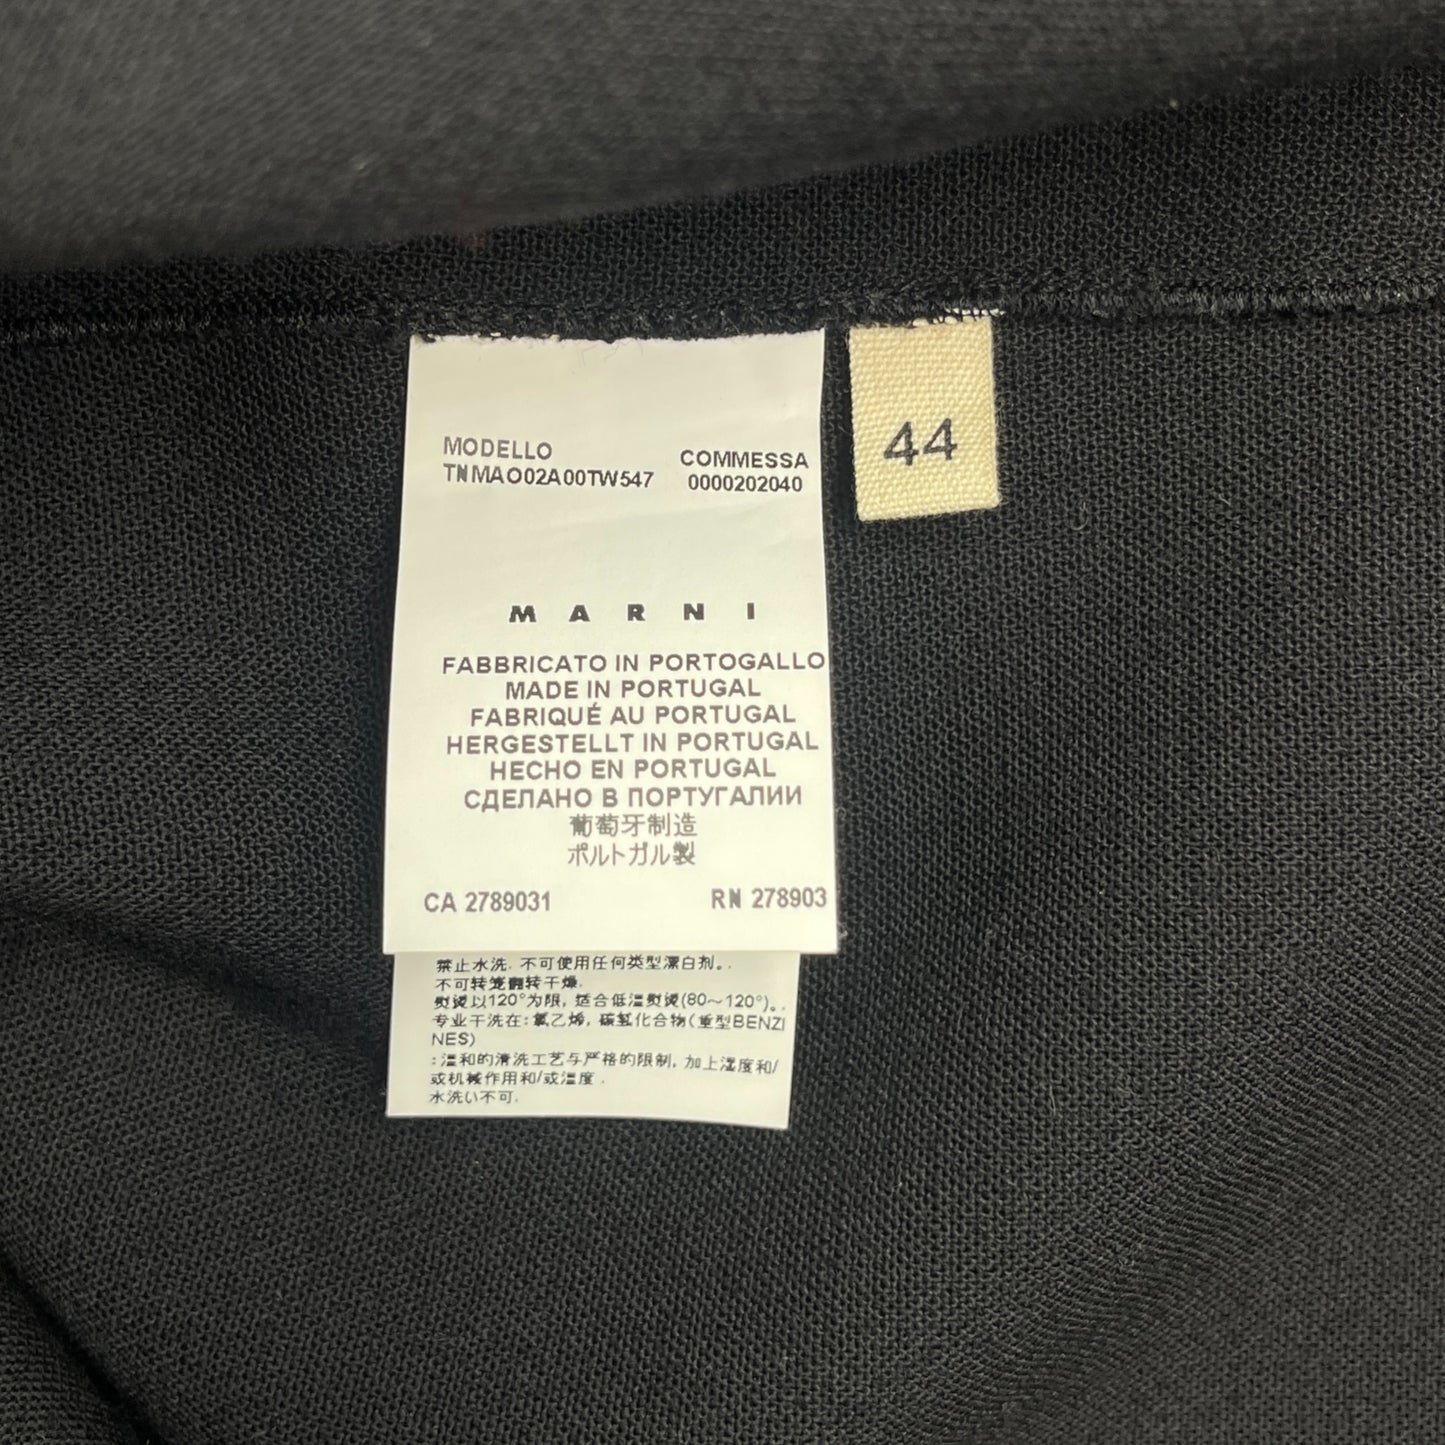 MODELLO
TNMAO02A00TW547
COMMESSA
0000202040
44
MARNI
FABBRICATO IN PORTOGALLO
MADE IN PORTUGAL
FABRIQUÉ AU PORTUGAL
HERGESTELLT IN PORTUGAL
HECHO EN PORTUGAL
СДЕЛАНО В ПОРТУГАЛИИ
葡萄牙制造
ポルトガル製
CA 2789031
RN 278903
禁止水洗. 不可使用任何类型漂白剂。.
不可转笼翻转干燥.
熨烫以120°为限, 适合低温熨烫(80～120°)。.
专业干洗在: 氯乙烯, 碳氢化合物(重型BENZI
NES)
: 温和的清洗工艺与严格的限制, 加上湿度和/
或机械作用和/或温度 .
水洗い不可.